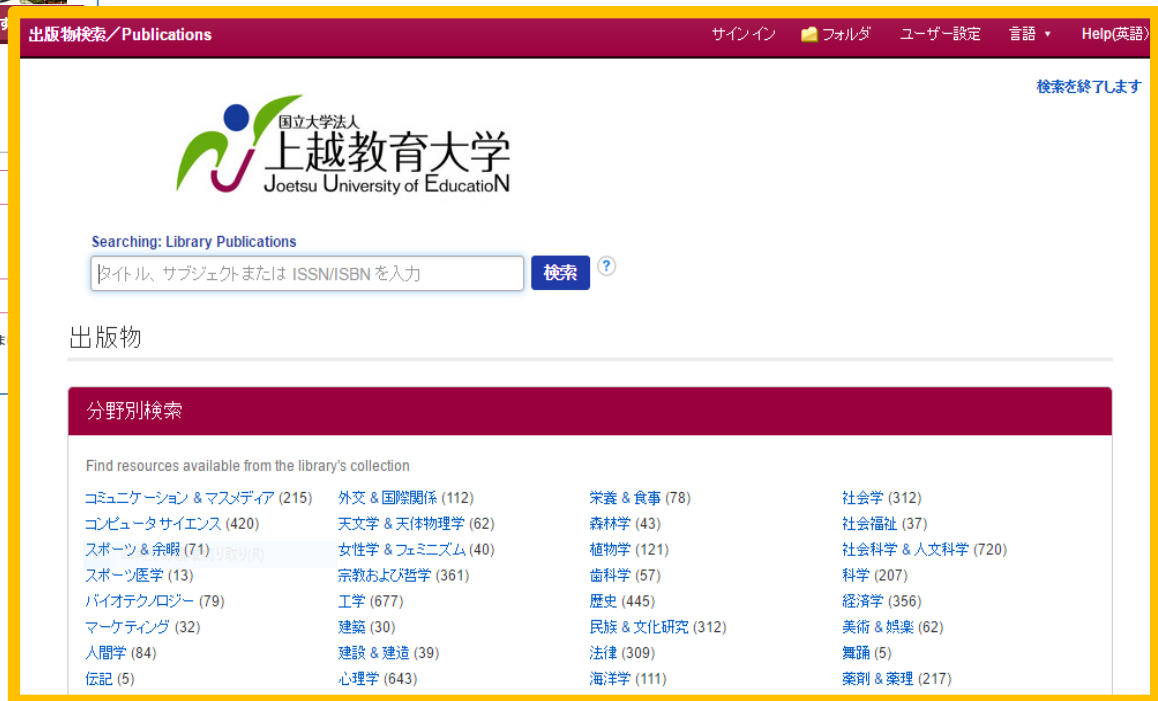 出版物検索／Publications
サインイン フォルダ ユーザー設定 言語 Help(英語)
検索を終了します
国立大学法人
上越教育大学
Joetsu University of EducatioN
Searching: Library Publications
タイトル、サブジェクトまたは ISSN/ISBN を入力 検索 ?
出版物
分野別検索
Find resources available from the library's collection
コミュニケーション & マスメディア (215) 外交 & 国際関係 (112) 栄養 & 食事 (78) 社会学 (312)
コンピュータ サイエンス (420) 天文学 & 天体物理学 (62) 森林学 (43) 社会福祉 (37)
スポーツ & 余暇 (71) 女性学 & フェミニズム (40) 植物学 (121) 社会科学 & 人文科学 (720)
スポーツ医学 (13) 宗教および哲学 (361) 歯科学 (57) 科学 (207)
バイオテクノロジー (79) 工学 (677) 歴史 (445) 経済学 (356)
マーケティング (32) 建築 (30) 民族 & 文化研究 (312) 美術 & 娯楽 (62)
人間学 (84) 建設 & 建造 (39) 法律 (309) 舞踊 (5)
伝記 (5) 心理学 (643) 海洋学 (111) 薬剤 & 薬理 (217)